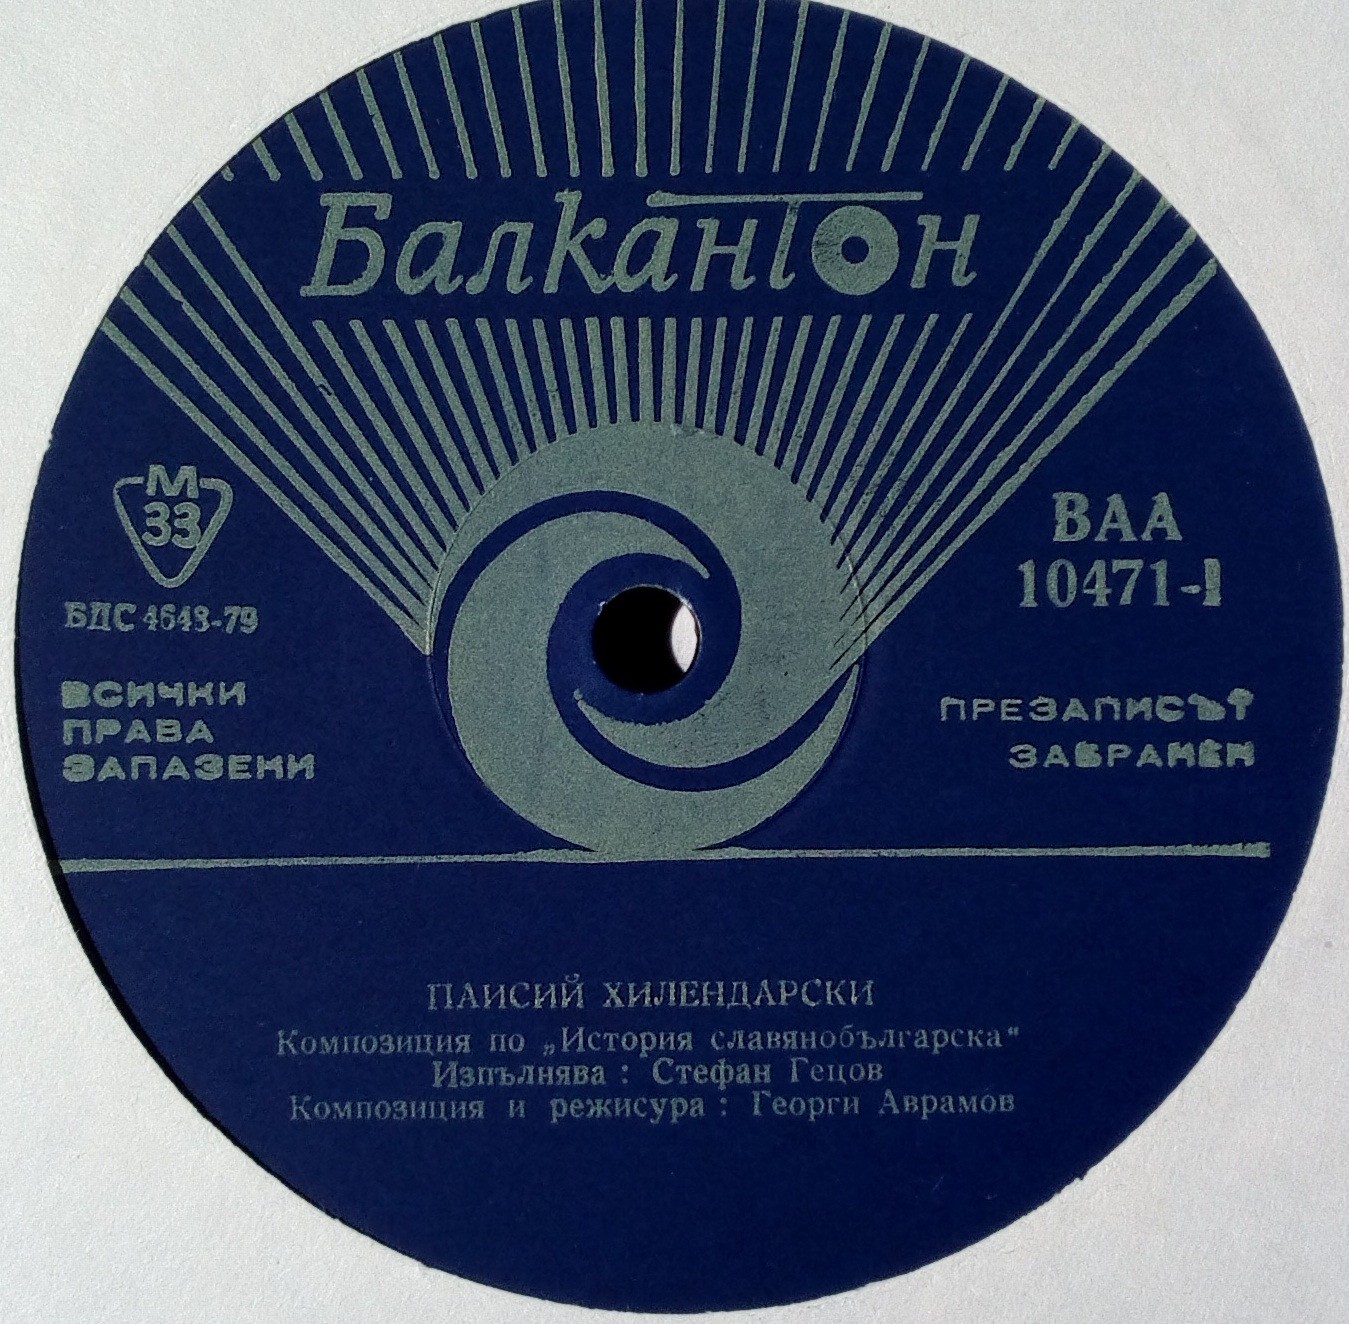 Балкантон
М
33
БДС 4643-79
ВСИЧКИ
ПРАВА
ЗАПАЗЕНИ
ВАА
10471-I
ПРЕЗАПИСЪТ
ЗАБРАНЕН
ПАИСИЙ ХИЛЕНДАРСКИ
Композиция по „История славянобългарска“
Изпълнява : Стефан Гецов
Композиция и режисура : Георги Аврамов